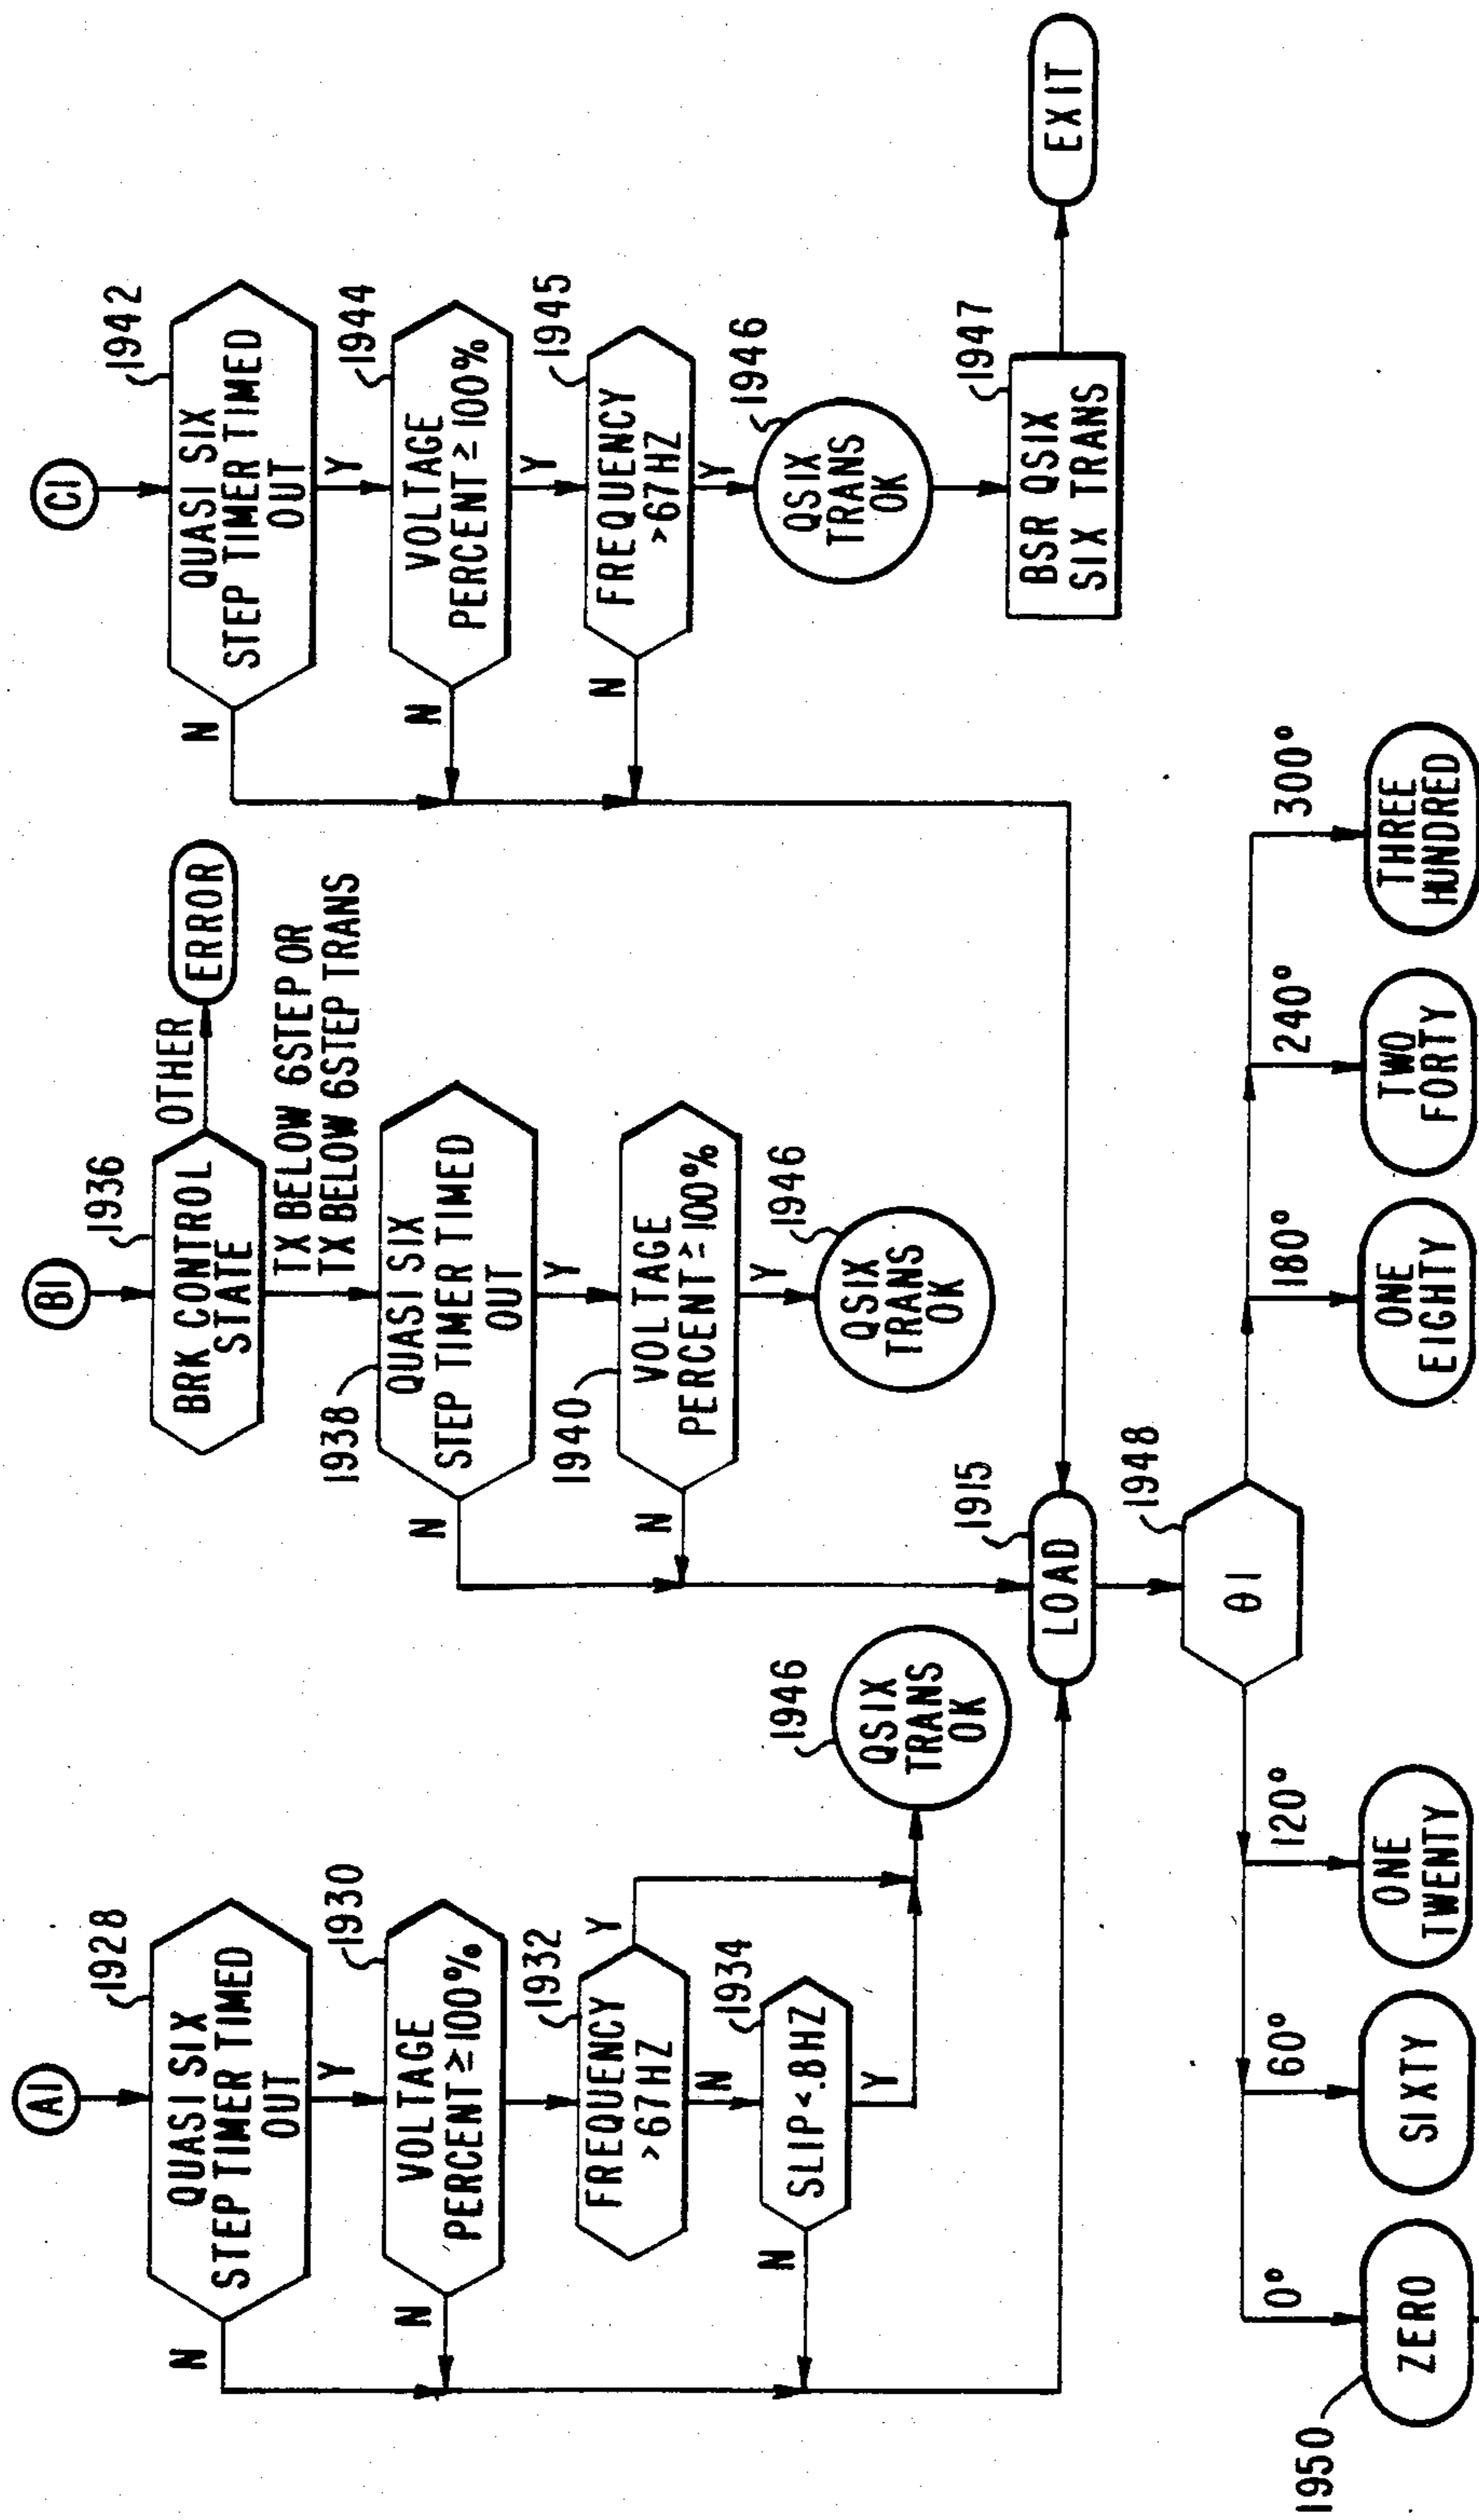 A1
1928
QUASI SIX
STEP TIMER TIMED
OUT
N
Y
1930
VOLTAGE
PERCENT ≥100%
N
1932
FREQUENCY
>67HZ
Y
N
1934
SLIP<.8HZ
N
Y
1946
QSIX
TRANS
OK
B1
1936
BRK CONTROL
STATE
OTHER
ERROR
TX BELOW 6STEP OR
TX BELOW 6STEP TRANS
1938
QUASI SIX
STEP TIMER TIMED
OUT
N
Y
1940
VOLTAGE
PERCENT ≥100%
N
Y
1946
QSIX
TRANS
OK
C1
1942
QUASI SIX
STEP TIMER TIMED
OUT
N
Y
1944
VOLTAGE
PERCENT ≥100%
N
Y
1945
FREQUENCY
>67HZ
N
Y
1946
QSIX
TRANS
OK
1947
BSR QSIX
SIX TRANS
EXIT
1915
LOAD
1948
θ1
0°
60°
120°
180°
240°
300°
1950
ZERO
SIXTY
ONE
TWENTY
ONE
EIGHTY
TWO
FORTY
THREE
HUNDRED